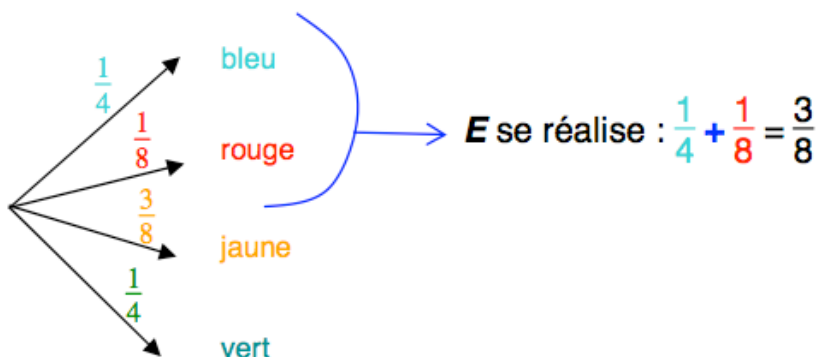 1/4 bleu
1/8 rouge
3/8 jaune
1/4 vert
E se réalise : 1/4 + 1/8 = 3/8